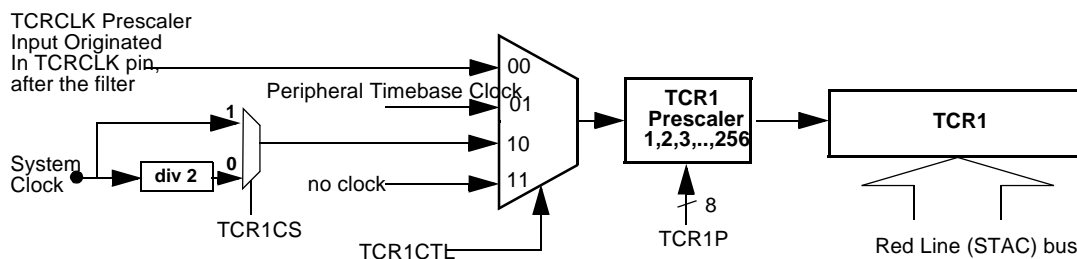 TCRCLK Prescaler
Input Originated
In TCRCLK pin,
after the filter
Peripheral Timebase Clock
00
01
10
11
TCR1
Prescaler
1,2,3,..,256
TCR1
1
0
System
Clock
div 2
no clock
TCR1CS
TCR1CTL
8
TCR1P
Red Line (STAC) bus